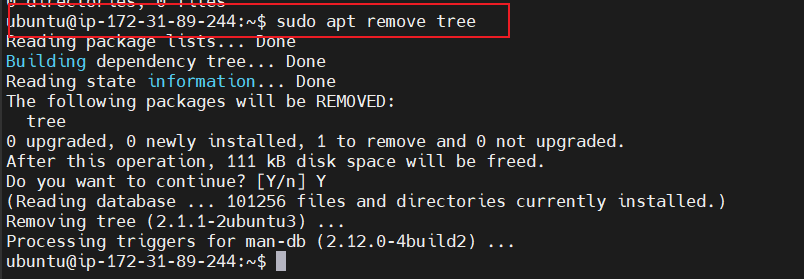 0 directories, 0 files
ubuntu@ip-172-31-89-244:~$ sudo apt remove tree
Reading package lists... Done
Building dependency tree... Done
Reading state information... Done
The following packages will be REMOVED:
  tree
0 upgraded, 0 newly installed, 1 to remove and 0 not upgraded.
After this operation, 111 kB disk space will be freed.
Do you want to continue? [Y/n] Y
(Reading database ... 101256 files and directories currently installed.)
Removing tree (2.1.1-2ubuntu3) ...
Processing triggers for man-db (2.12.0-4build2) ...
ubuntu@ip-172-31-89-244:~$